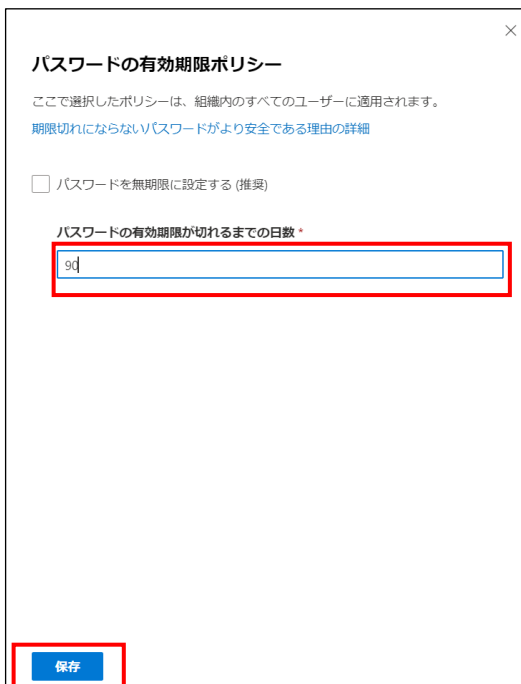 パスワードの有効期限ポリシー
ここで選択したポリシーは、組織内のすべてのユーザーに適用されます。
期限切れにならないパスワードがより安全である理由の詳細
パスワードを無期限に設定する (推奨)
パスワードの有効期限が切れるまでの日数 *
90
保存